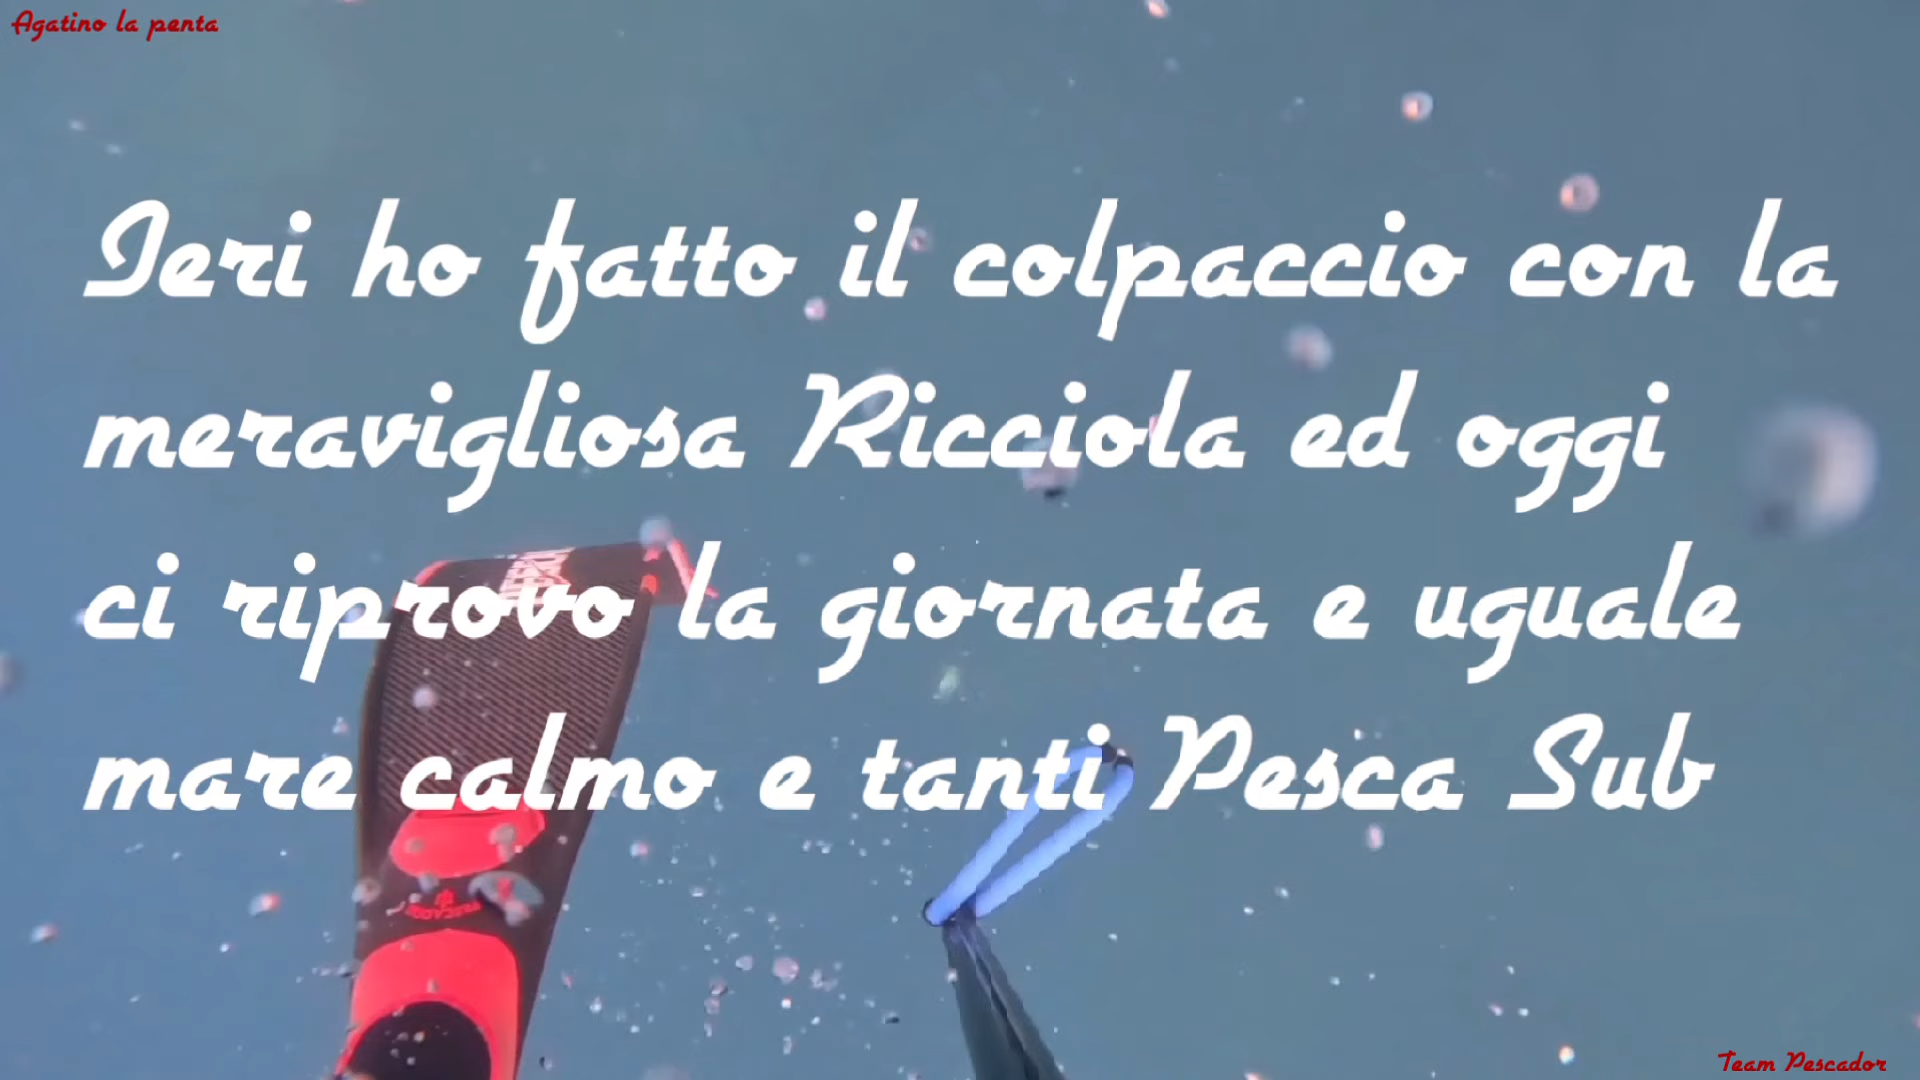 Agatino la penta
Ieri ho fatto il colpaccio con la
meravigliosa Ricciola ed oggi
ci riprovo la giornata e uguale
mare calmo e tanti Pesca Sub
Team Pescador